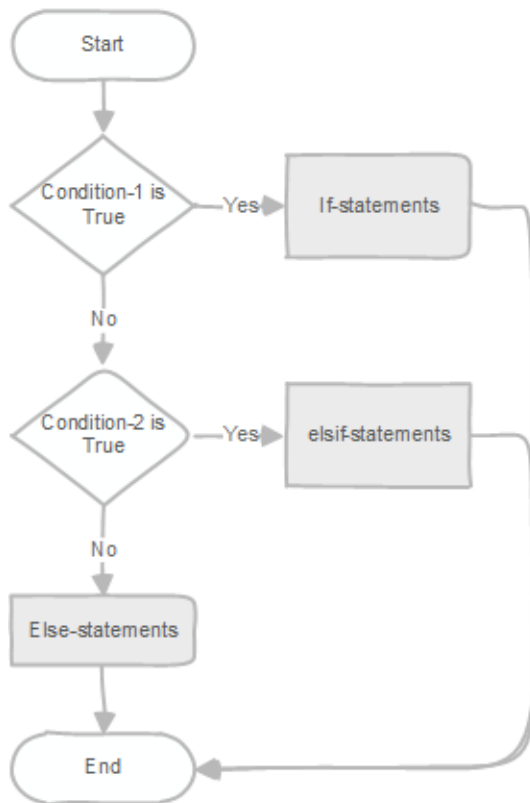 Start
Condition-1 is
True
Yes
If-statements
No
Condition-2 is
True
Yes
elsif-statements
No
Else-statements
End